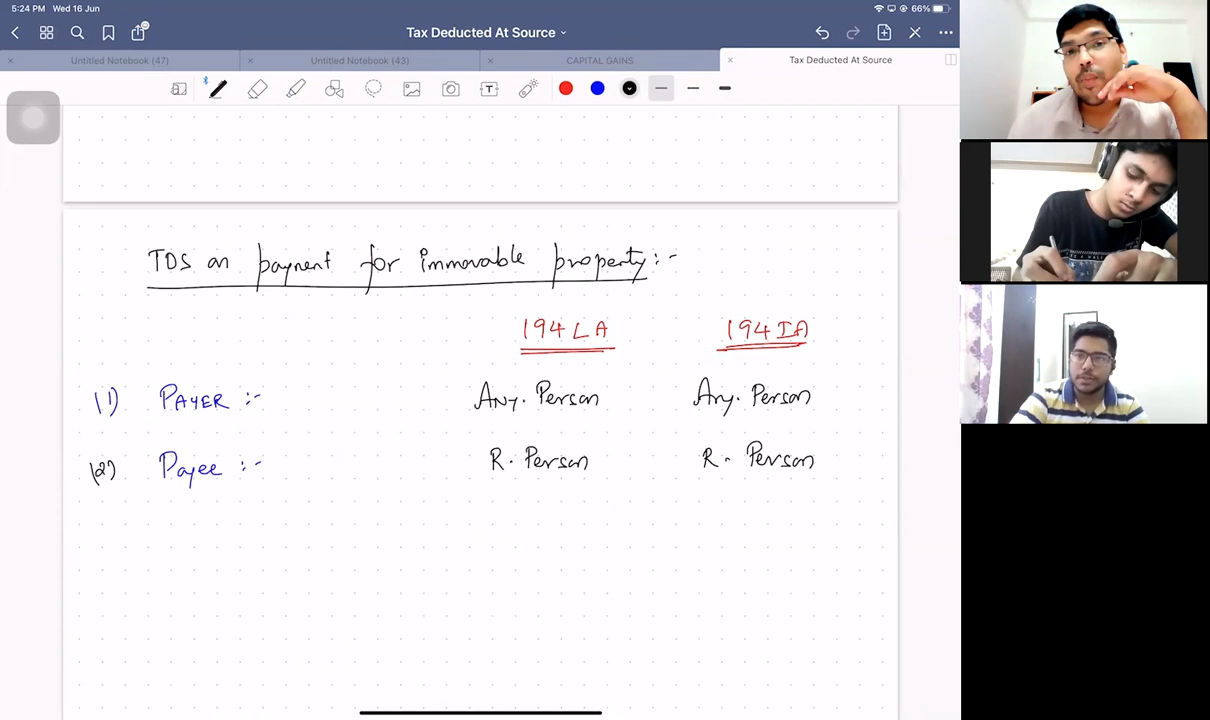 5:24 PM Wed 16 Jun
66%
Tax Deducted At Source
Untitled Notebook (47)
Untitled Notebook (43)
CAPITAL GAINS
Tax Deducted At Source
T
TDS on payment for immovable property:-
194 LA 194 IA
(1) PAYER :- Any. Person Any. Person
(2) Payee :- R. Person R. Person